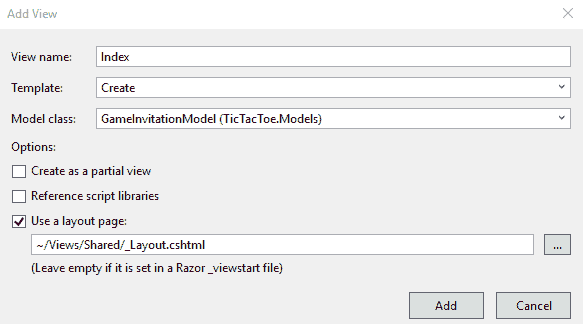 Add View
View name: Index
Template: Create
Model class: GameInvitationModel (TicTacToe.Models)
Options:
Create as a partial view
Reference script libraries
Use a layout page:
~/Views/Shared/_Layout.cshtml ...
(Leave empty if it is set in a Razor _viewstart file)
Add Cancel